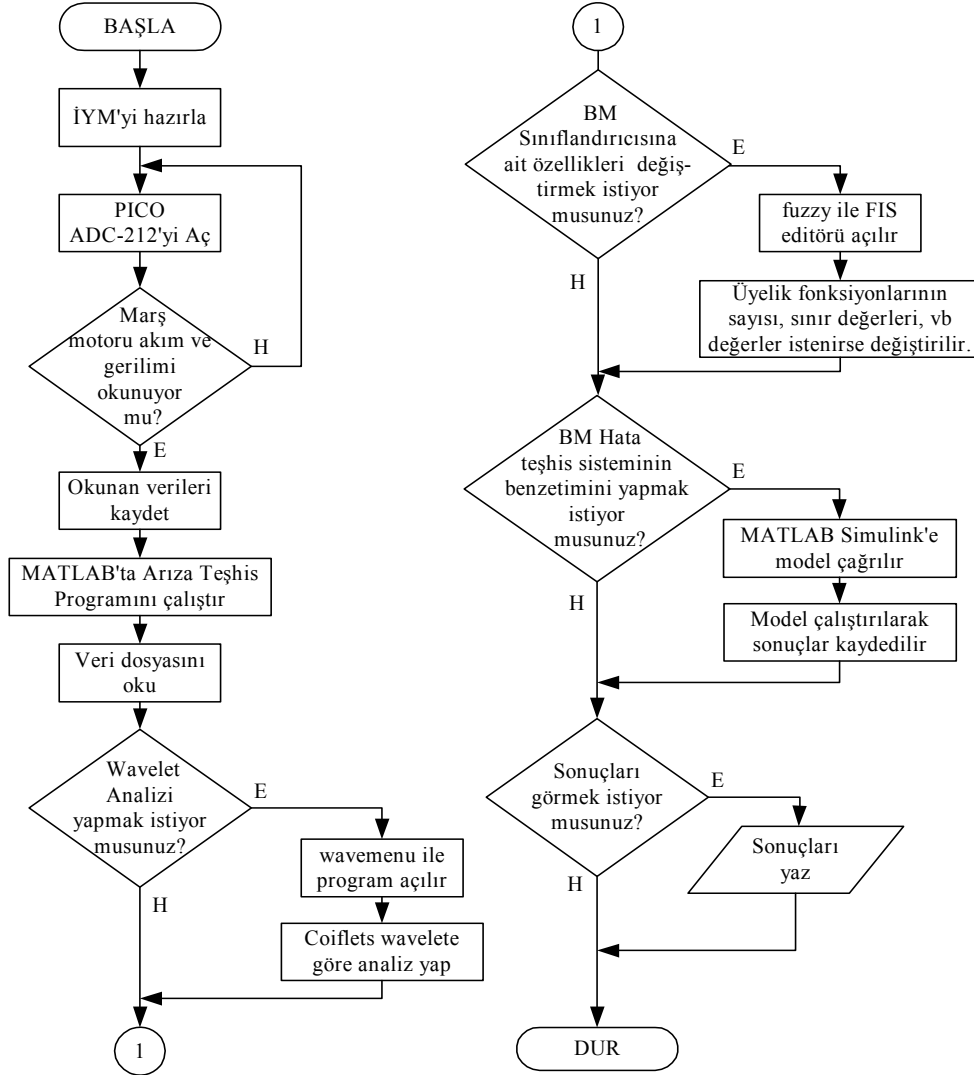 BAŞLA
İYM'yi hazırla
PICO
ADC-212'yi Aç
Marş
motoru akım ve
gerilimi
okunuyor
mu?
H
E
Okunan verileri
kaydet
MATLAB'ta Arıza Teşhis
Programını çalıştır
Veri dosyasını
oku
Wavelet
Analizi
yapmak istiyor
musunuz?
E
H
wavemenu ile
program açılır
Coiflets wavelete
göre analiz yap
1
1
BM
Sınıflandırıcısına
ait özellikleri değiş-
tirmek istiyor
musunuz?
E
H
fuzzy ile FIS
editörü açılır
Üyelik fonksiyonlarının
sayısı, sınır değerleri, vb
değerler istenirse değiştirilir.
BM Hata
teşhis sisteminin
benzetimini yapmak
istiyor
musunuz?
E
H
MATLAB Simulink'e
model çağrılır
Model çalıştırılarak
sonuçlar kaydedilir
Sonuçları
görmek istiyor
musunuz?
E
H
Sonuçları
yaz
DUR